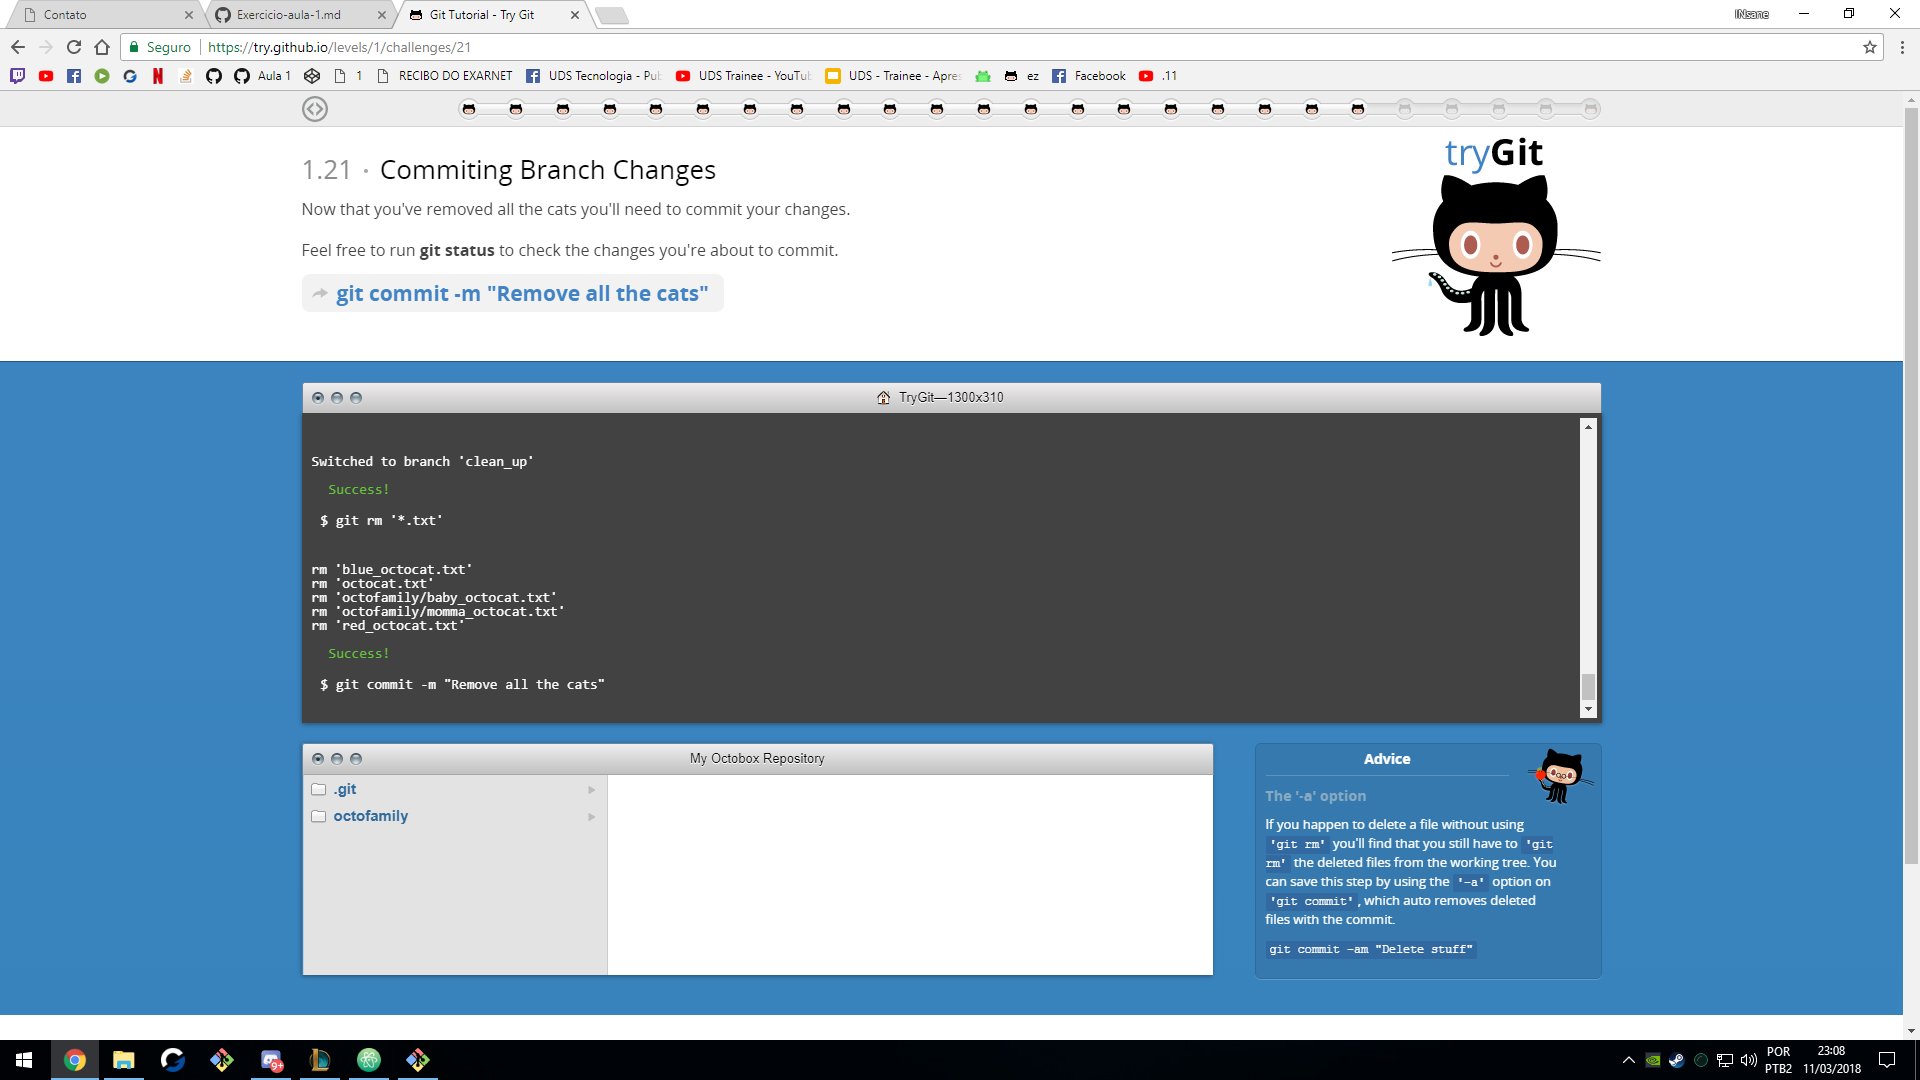 Contato
Exercicio-aula-1.md
Git Tutorial - Try Git
INsane
Seguro
https://try.github.io/levels/1/challenges/21
Aula 1
1
RECIBO DO EXARNET
UDS Tecnologia - Pub
UDS Trainee - YouTub
UDS - Trainee - Apres
ez
Facebook
.11
1.21 · Commiting Branch Changes
Now that you've removed all the cats you'll need to commit your changes.
Feel free to run git status to check the changes you're about to commit.
git commit -m "Remove all the cats"
tryGit
TryGit—1300x310
Switched to branch 'clean_up'
Success!
$ git rm '*.txt'
rm 'blue_octocat.txt'
rm 'octocat.txt'
rm 'octofamily/baby_octocat.txt'
rm 'octofamily/momma_octocat.txt'
rm 'red_octocat.txt'
Success!
$ git commit -m "Remove all the cats"
My Octobox Repository
.git
octofamily
Advice
The '-a' option
If you happen to delete a file without using
'git rm' you'll find that you still have to 'git
rm' the deleted files from the working tree. You
can save this step by using the '-a' option on
'git commit', which auto removes deleted
files with the commit.
git commit -am "Delete stuff"
9+
POR
PTB2
23:08
11/03/2018